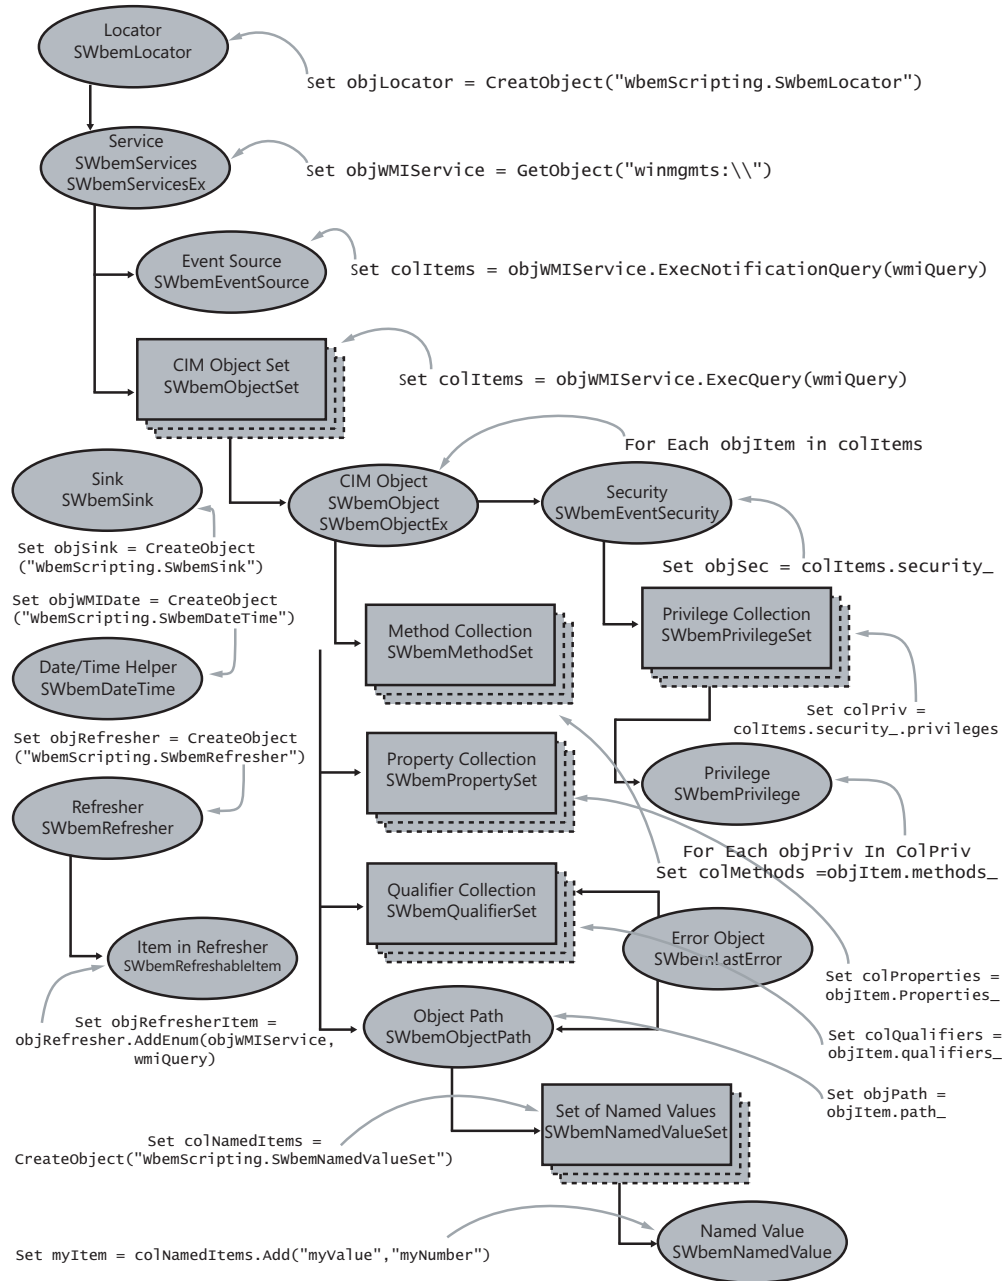 Locator
SWbemLocator
Set objLocator = CreatObject("WbemScripting.SWbemLocator")
Service
SWbemServices
SWbemServicesEx
Set objWMIService = GetObject("winmgmts:\\")
Event Source
SWbemEventSource
Set colItems = objWMIService.ExecNotificationQuery(wmiQuery)
CIM Object Set
SWbemObjectSet
Set colItems = objWMIService.ExecQuery(wmiQuery)
For Each objItem in colItems
Sink
SWbemSink
CIM Object
SWbemObject
SWbemObjectEx
Security
SWbemEventSecurity
Set objSink = CreateObject
("WbemScripting.SWbemSink")
Set objSec = colItems.security_
Set objWMIDate = CreateObject
("WbemScripting.SWbemDateTime")
Method Collection
SWbemMethodSet
Privilege Collection
SWbemPrivilegeSet
Date/Time Helper
SWbemDateTime
Set colPriv =
colItems.security_.privileges
Set objRefresher = CreateObject
("WbemScripting.SWbemRefresher")
Property Collection
SWbemPropertySet
Privilege
SWbemPrivilege
Refresher
SWbemRefresher
For Each objPriv In ColPriv
Set colMethods =objItem.methods_
Qualifier Collection
SWbemQualifierSet
Item in Refresher
SWbemRefreshableItem
Error Object
SWbenLastError
Set colProperties =
objItem.Properties_
Set objRefresherItem =
objRefresher.AddEnum(objWMIService,
wmiQuery)
Object Path
SWbemObjectPath
Set colQualifiers =
objItem.qualifiers_
Set objPath =
objItem.path_
Set of Named Values
SWbemNamedValueSet
Set colNamedItems =
CreateObject("WbemScripting.SWbemNamedValueSet")
Named Value
SWbemNamedValue
Set myItem = colNamedItems.Add("myValue","myNumber")